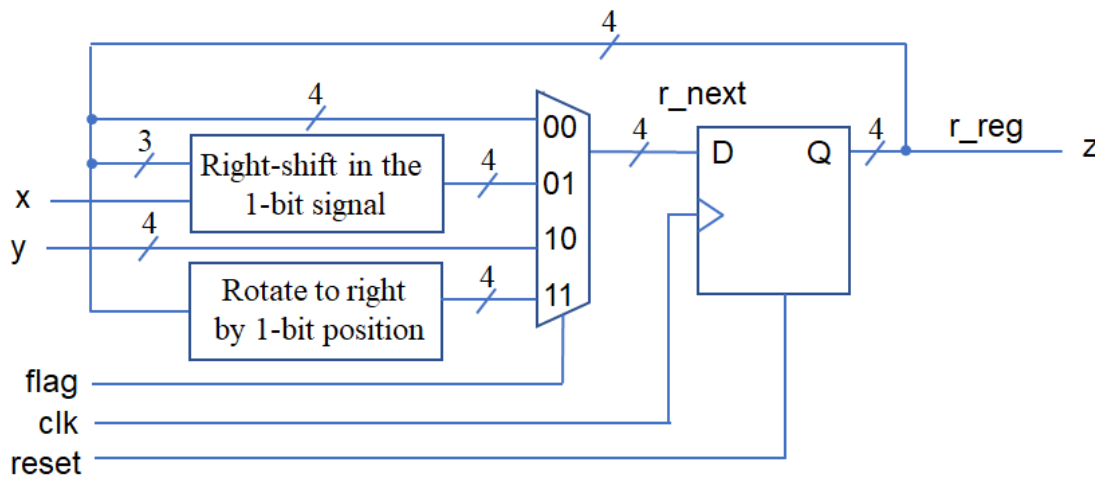 4
4
r_next
00
4
D
Q
4
r_reg
z
3
Right-shift in the
1-bit signal
4
01
x
y
4
10
Rotate to right
by 1-bit position
4
11
flag
clk
reset